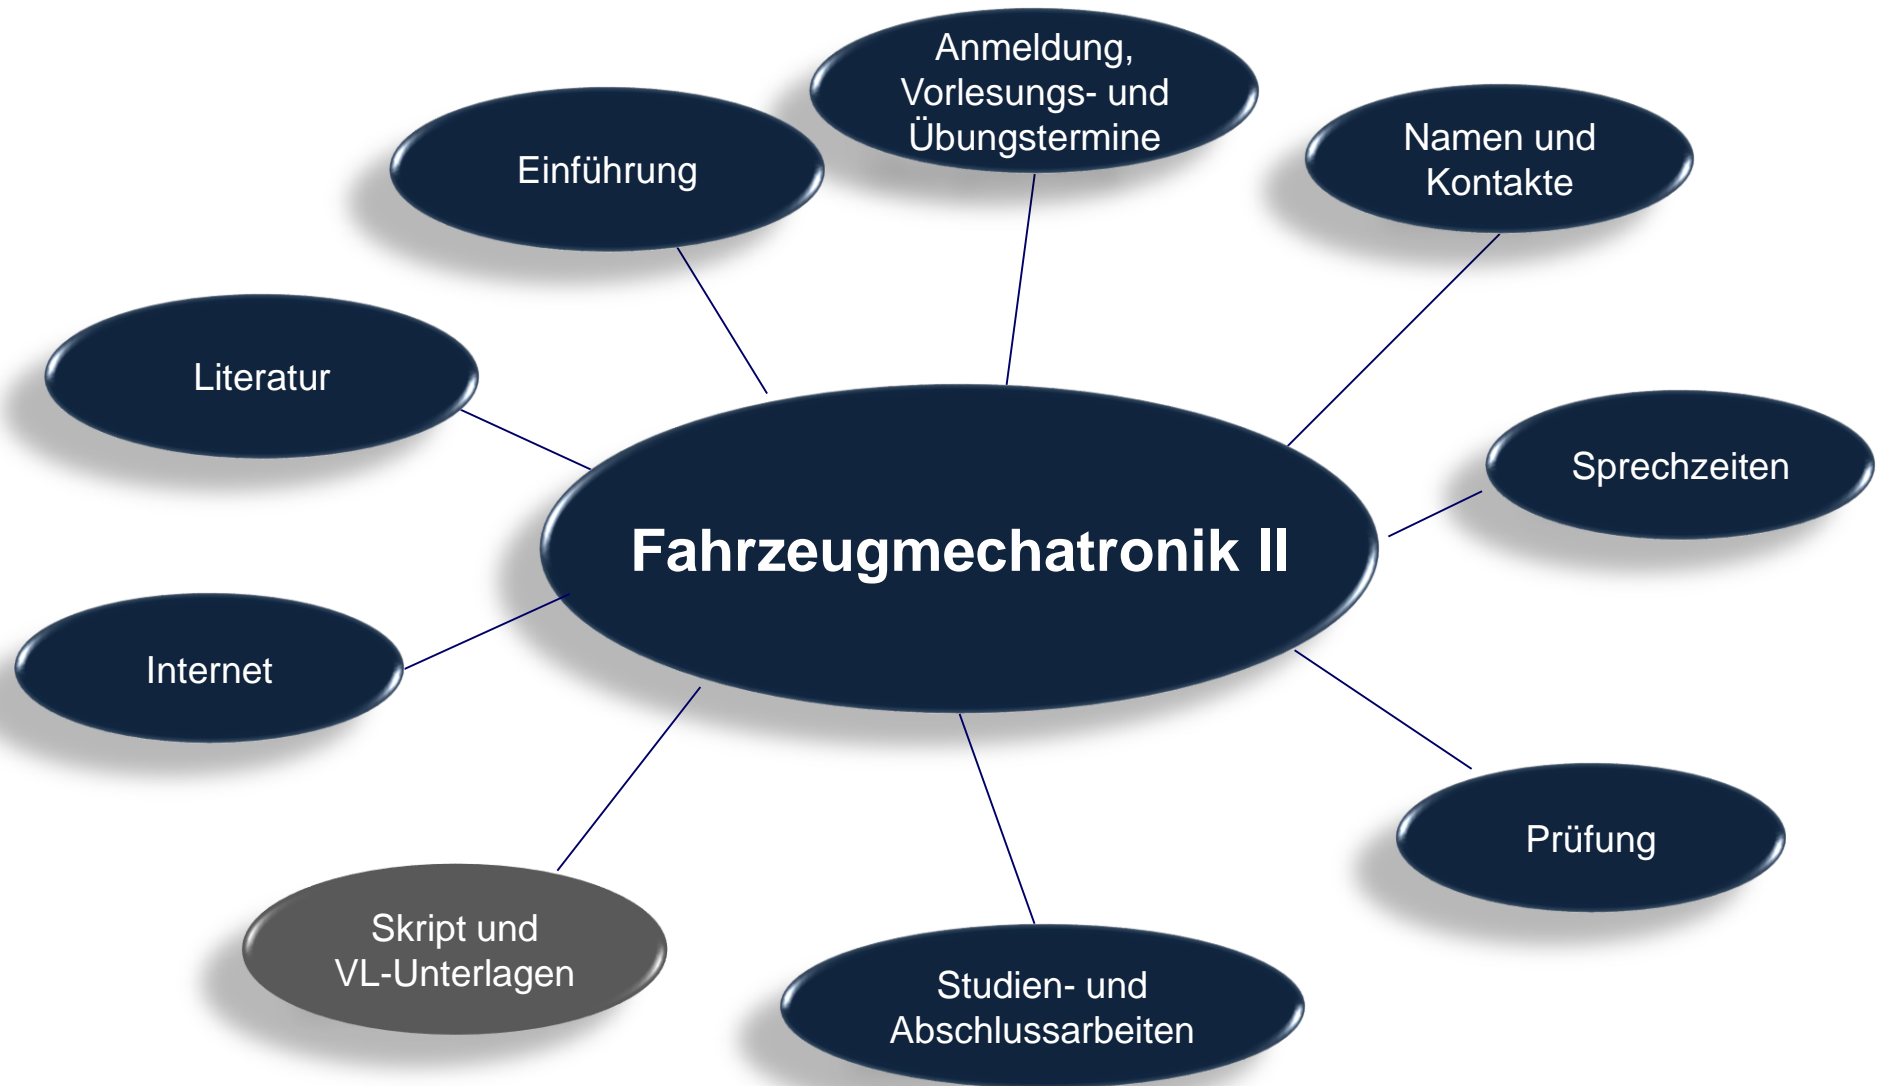 Anmeldung,
Vorlesungs- und
Übungstermine
Einführung
Namen und
Kontakte
Literatur
Sprechzeiten
Fahrzeugmechatronik II
Internet
Prüfung
Skript und
VL-Unterlagen
Studien- und
Abschlussarbeiten